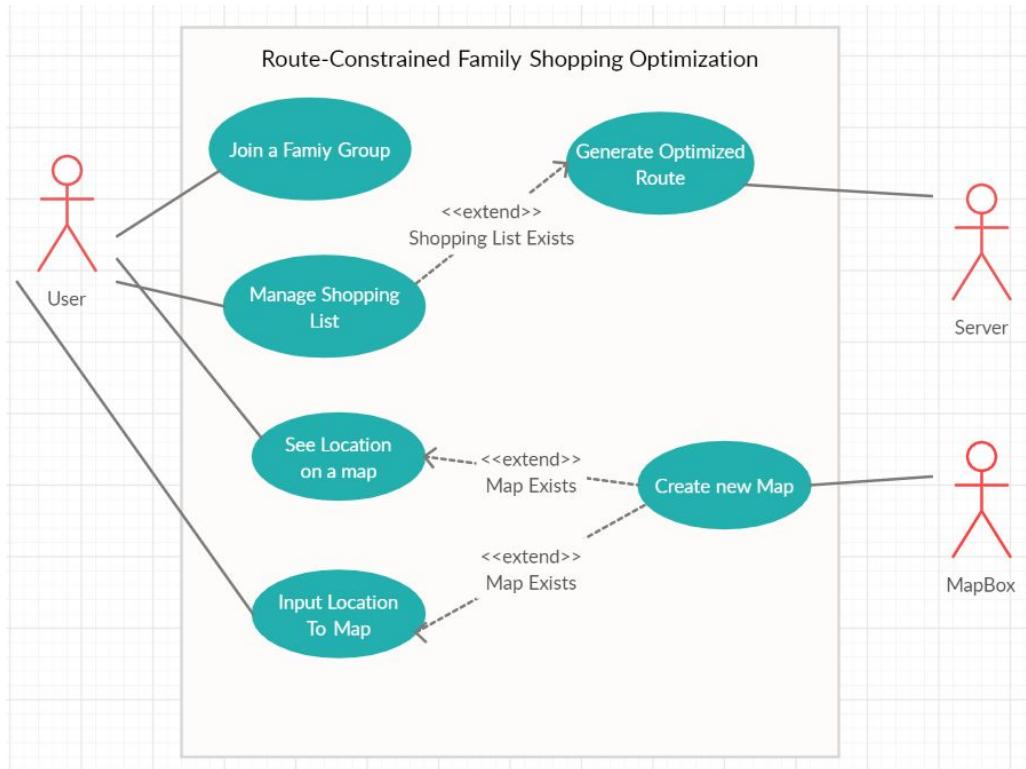 Route-Constrained Family Shopping Optimization
Join a Famiy Group
Generate Optimized
Route
<<extend>>
Shopping List Exists
User
Manage Shopping
List
Server
See Location
on a map
<<extend>>
Map Exists
Create new Map
<<extend>>
Map Exists
MapBox
Input Location
To Map